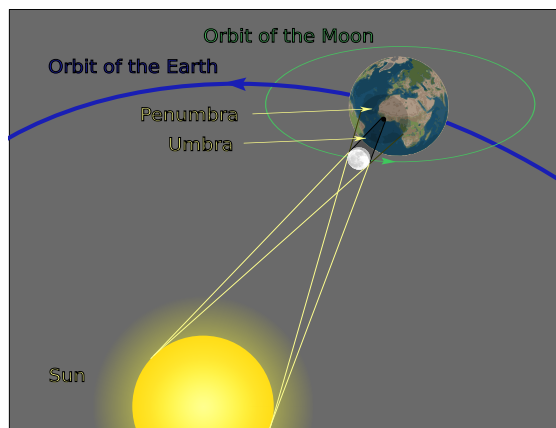 Orbit of the Moon
Orbit of the Earth
Penumbra
Umbra
Sun